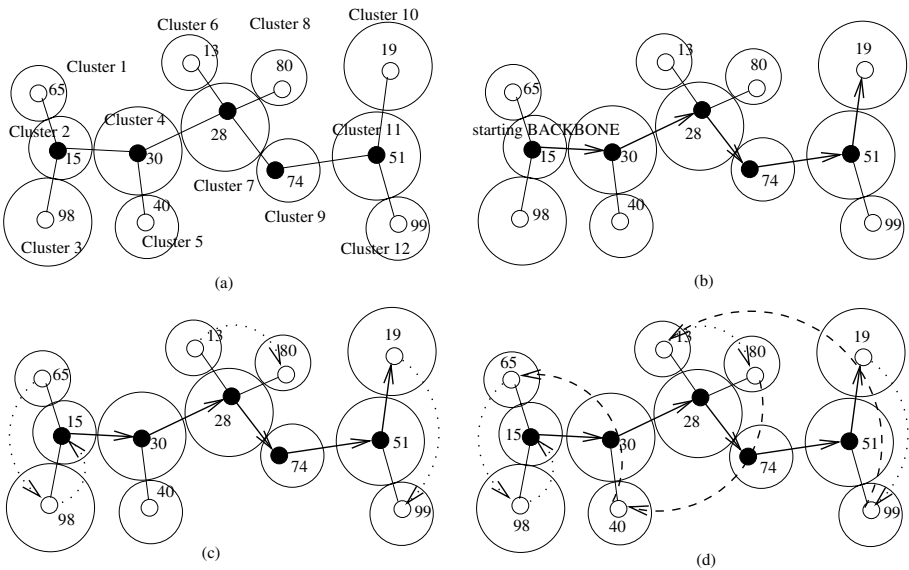 Cluster 10
Cluster 6
Cluster 8
13
19
80
Cluster 1
65
Cluster 4
Cluster 2
28
Cluster 11
15
30
51
Cluster 7
74
40
98
Cluster 9
99
Cluster 3
Cluster 5
Cluster 12
(a)
13
19
80
65
starting BACKBONE
28
15
30
51
74
40
98
99
(b)
13
19
80
65
15
28
30
51
74
40
98
99
(c)
13
19
80
65
15
28
30
51
74
98
40
99
(d)